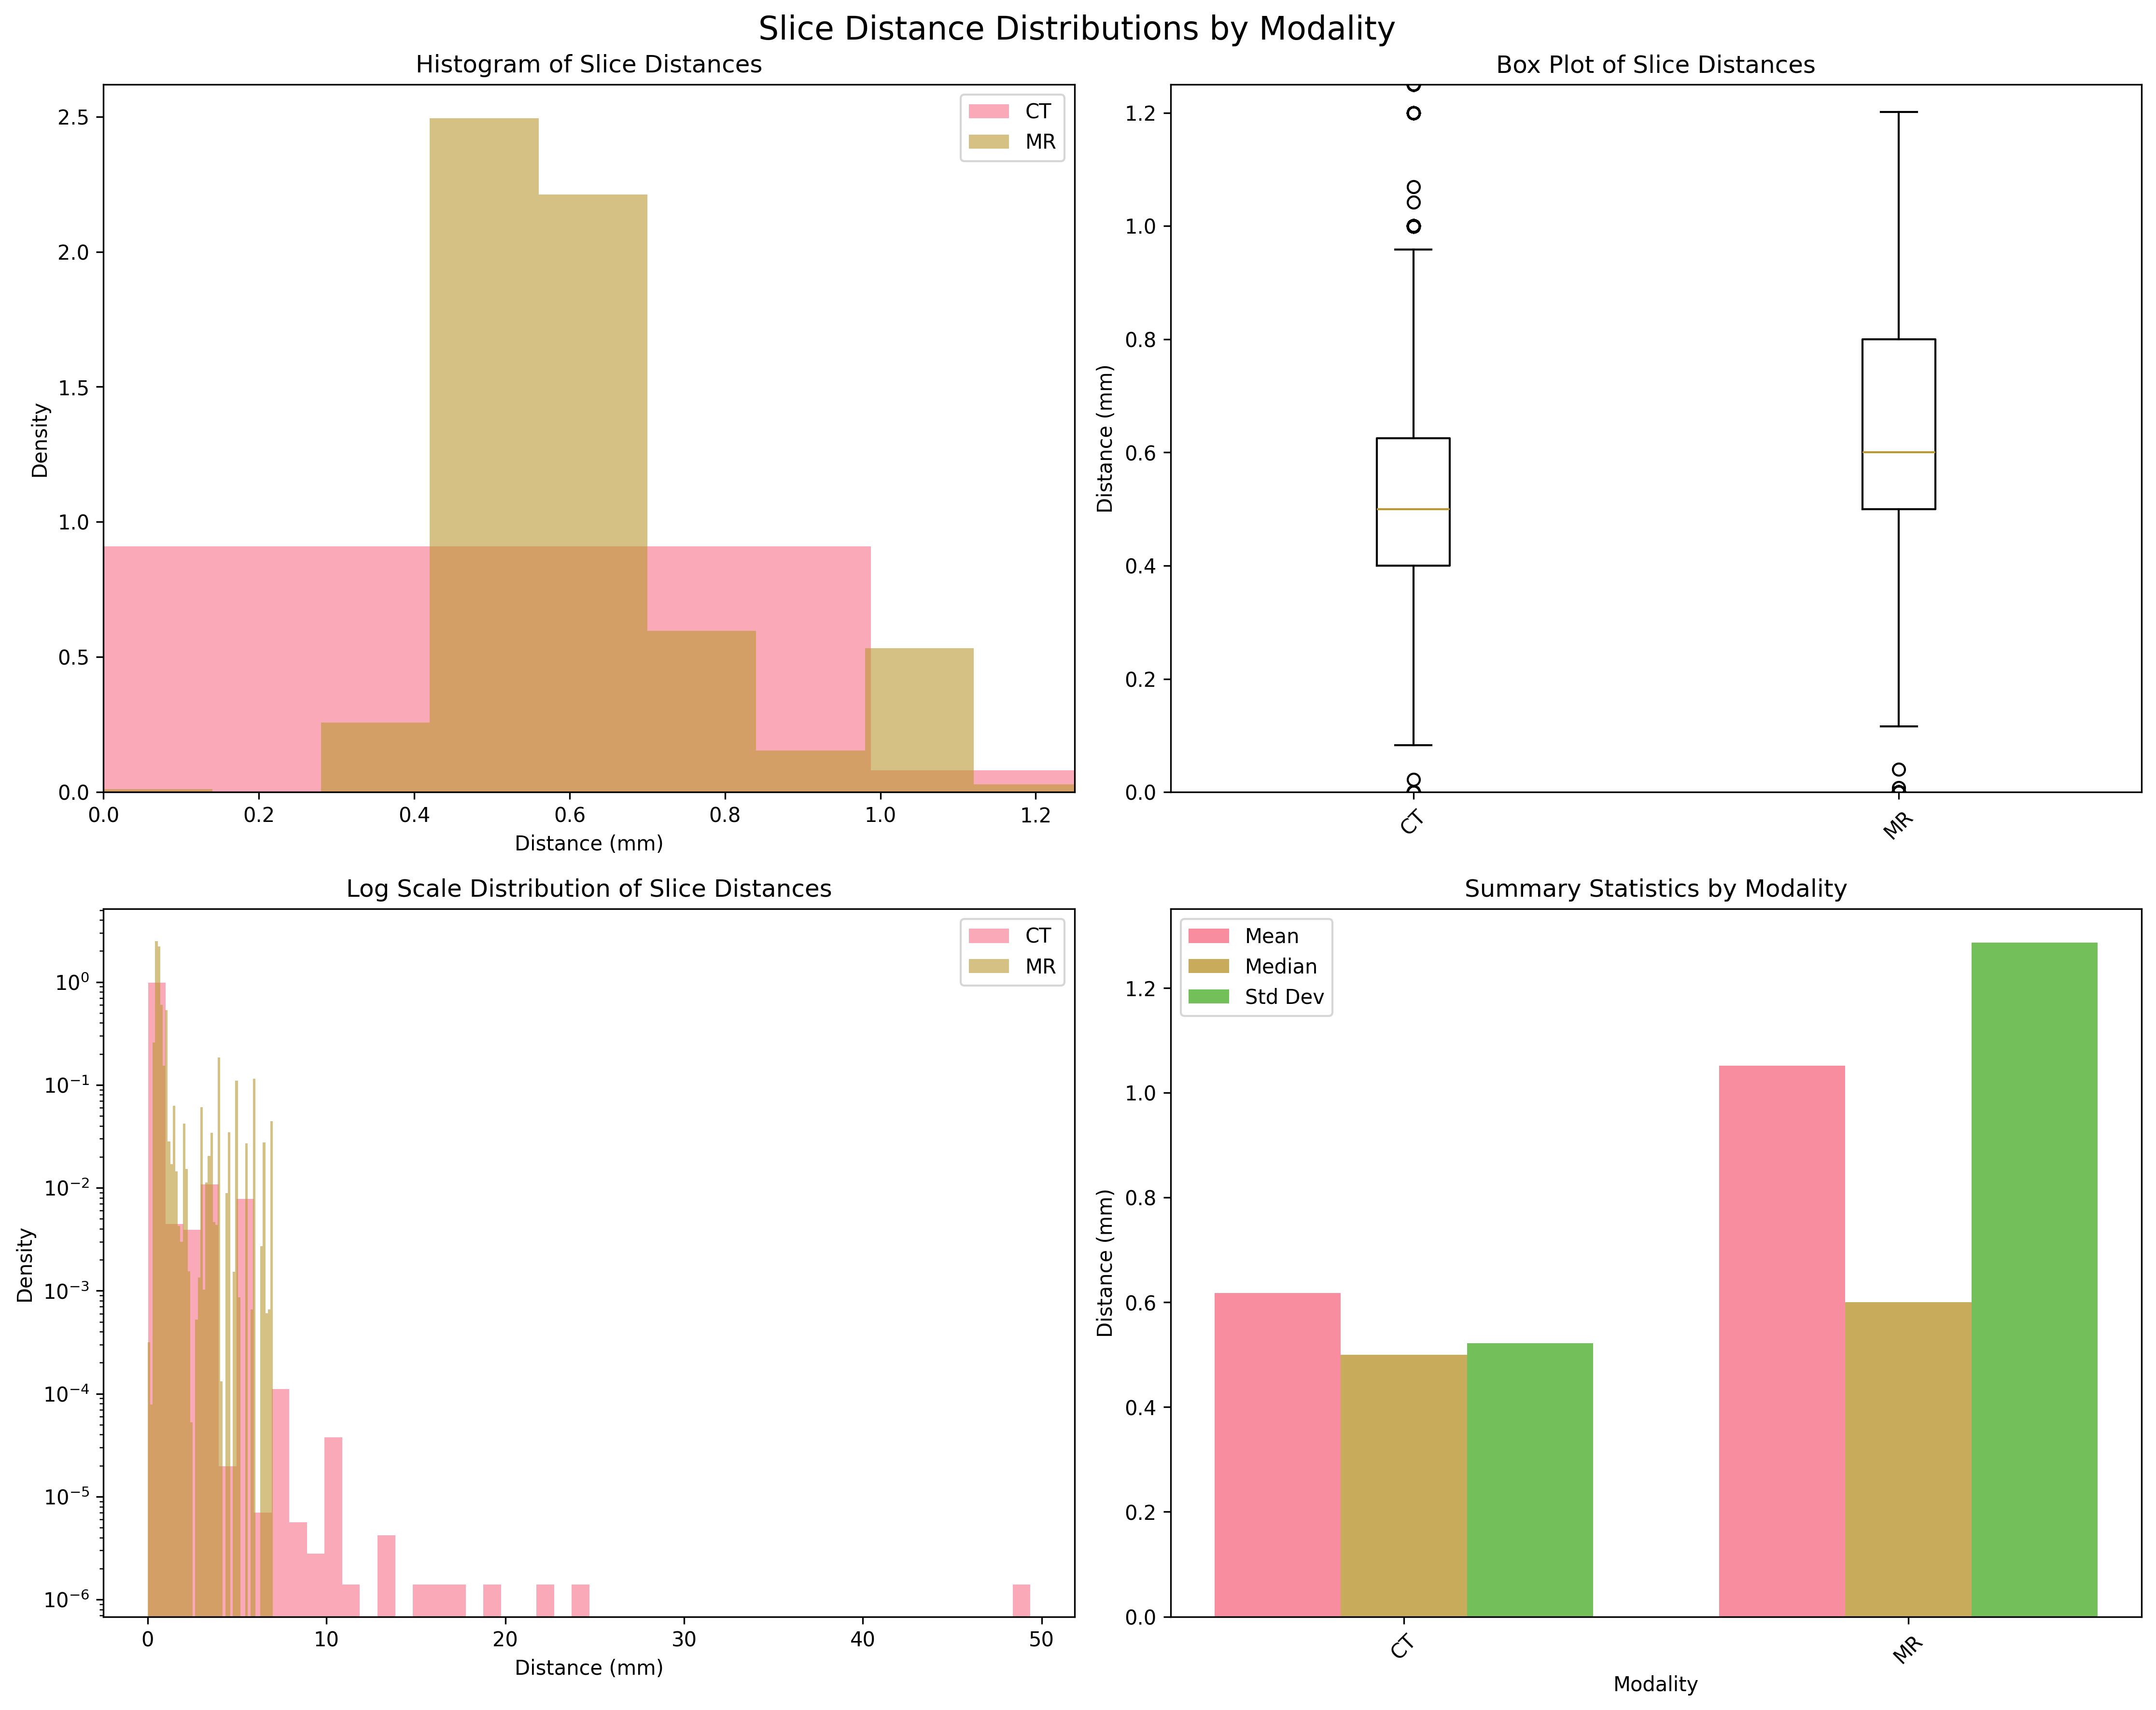 Slice Distance Distributions by Modality
Histogram of Slice Distances
CT
MR
Density
2.5
2.0
1.5
1.0
0.5
0.0
0.0 0.2 0.4 0.6 0.8 1.0 1.2
Distance (mm)
Box Plot of Slice Distances
Distance (mm)
1.2
1.0
0.8
0.6
0.4
0.2
0.0
CT MR
Log Scale Distribution of Slice Distances
CT
MR
Density
10⁰
10⁻¹
10⁻²
10⁻³
10⁻⁴
10⁻⁵
10⁻⁶
0 10 20 30 40 50
Distance (mm)
Summary Statistics by Modality
Mean
Median
Std Dev
Distance (mm)
1.2
1.0
0.8
0.6
0.4
0.2
0.0
CT MR
Modality